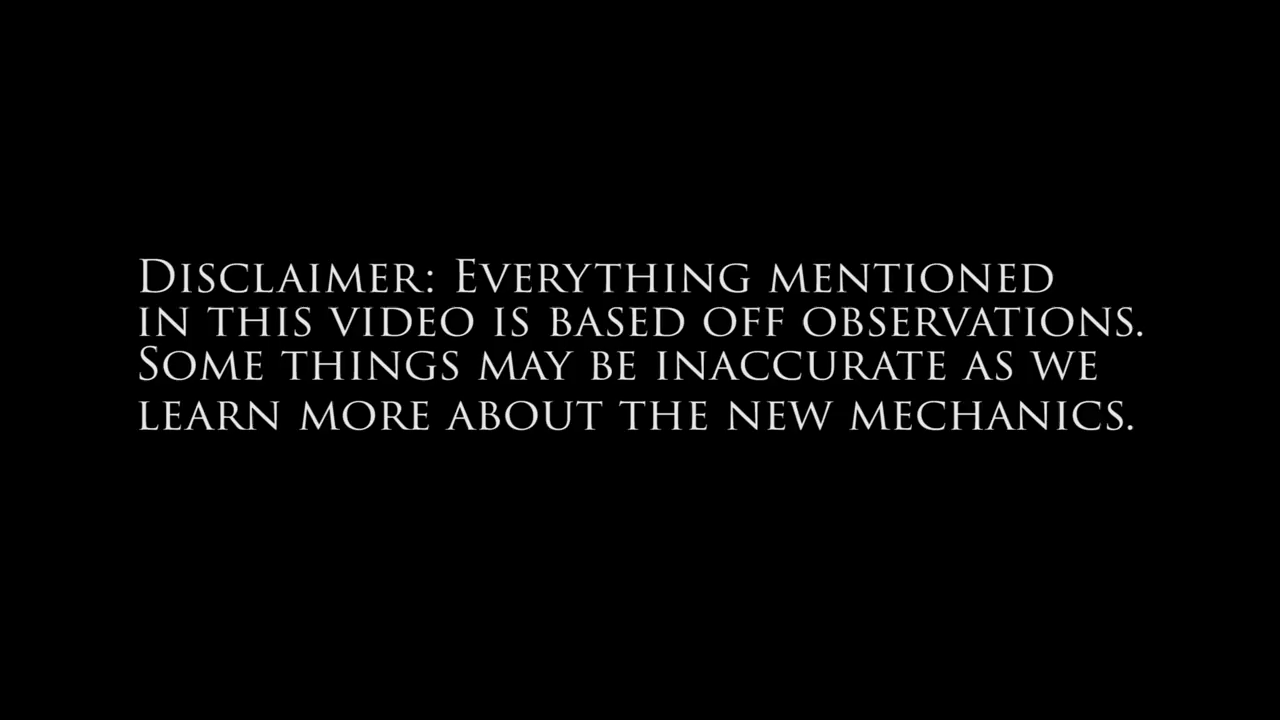 Disclaimer: Everything mentioned
in this video is based off observations.
Some things may be inaccurate as we
learn more about the new mechanics.